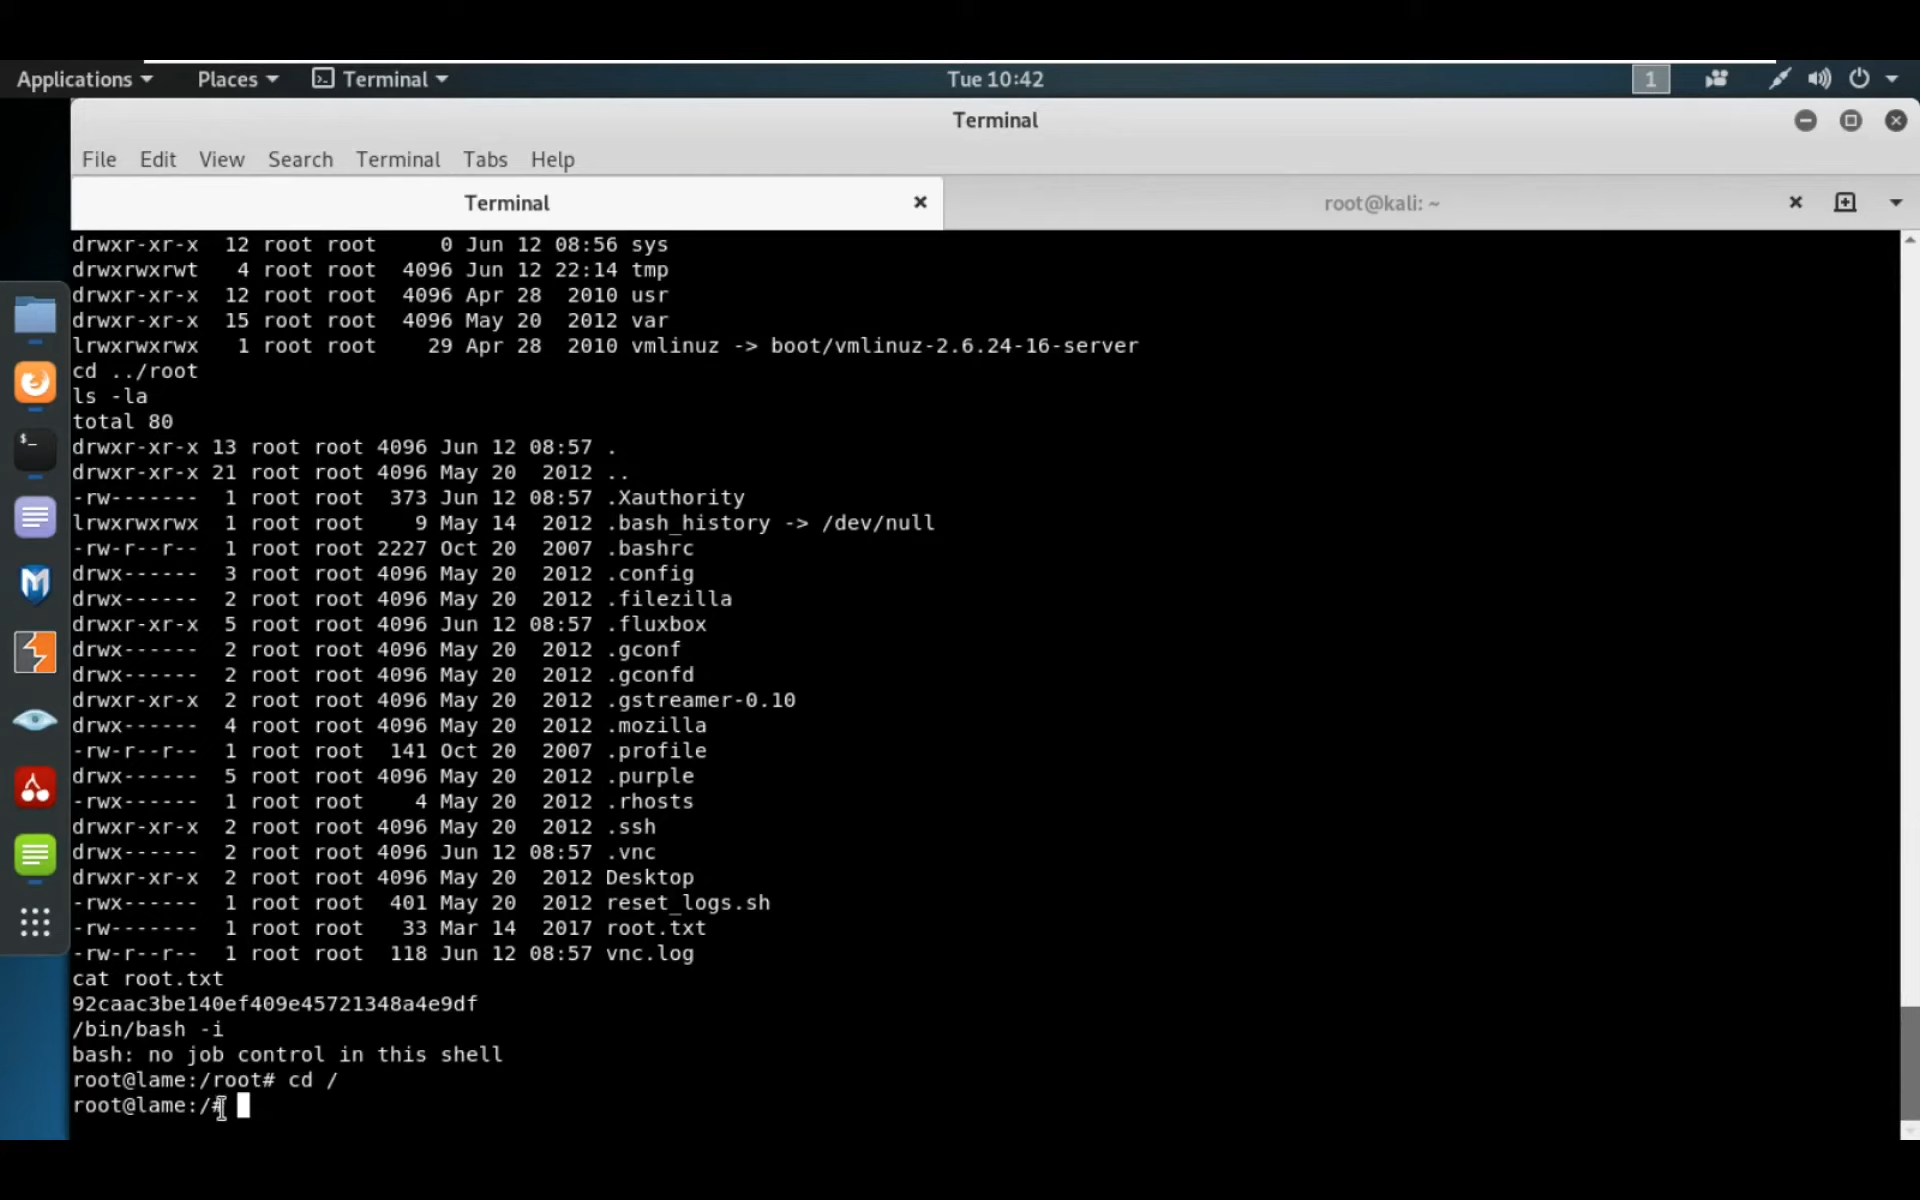 Applications Places Terminal Tue 10:42 1
Terminal
File Edit View Search Terminal Tabs Help
Terminal root@kali: ~
drwxr-xr-x  12 root root     0 Jun 12 08:56 sys
drwxrwxrwt   4 root root  4096 Jun 12 22:14 tmp
drwxr-xr-x  12 root root  4096 Apr 28  2010 usr
drwxr-xr-x  15 root root  4096 May 20  2012 var
lrwxrwxrwx   1 root root    29 Apr 28  2010 vmlinuz -> boot/vmlinuz-2.6.24-16-server
cd ../root
ls -la
total 80
drwxr-xr-x 13 root root 4096 Jun 12 08:57 .
drwxr-xr-x 21 root root 4096 May 20  2012 ..
-rw-------  1 root root  373 Jun 12 08:57 .Xauthority
lrwxrwxrwx  1 root root    9 May 14  2012 .bash_history -> /dev/null
-rw-r--r--  1 root root 2227 Oct 20  2007 .bashrc
drwx------  3 root root 4096 May 20  2012 .config
drwx------  2 root root 4096 May 20  2012 .filezilla
drwxr-xr-x  5 root root 4096 Jun 12 08:57 .fluxbox
drwx------  2 root root 4096 May 20  2012 .gconf
drwx------  2 root root 4096 May 20  2012 .gconfd
drwxr-xr-x  2 root root 4096 May 20  2012 .gstreamer-0.10
drwx------  4 root root 4096 May 20  2012 .mozilla
-rw-r--r--  1 root root  141 Oct 20  2007 .profile
drwx------  5 root root 4096 May 20  2012 .purple
-rwx------  1 root root    4 May 20  2012 .rhosts
drwxr-xr-x  2 root root 4096 May 20  2012 .ssh
drwx------  2 root root 4096 Jun 12 08:57 .vnc
drwxr-xr-x  2 root root 4096 May 20  2012 Desktop
-rwx------  1 root root  401 May 20  2012 reset_logs.sh
-rw-------  1 root root   33 Mar 14  2017 root.txt
-rw-r--r--  1 root root  118 Jun 12 08:57 vnc.log
cat root.txt
92caac3be140ef409e45721348a4e9df
/bin/bash -i
bash: no job control in this shell
root@lame:/root# cd /
root@lame:/#